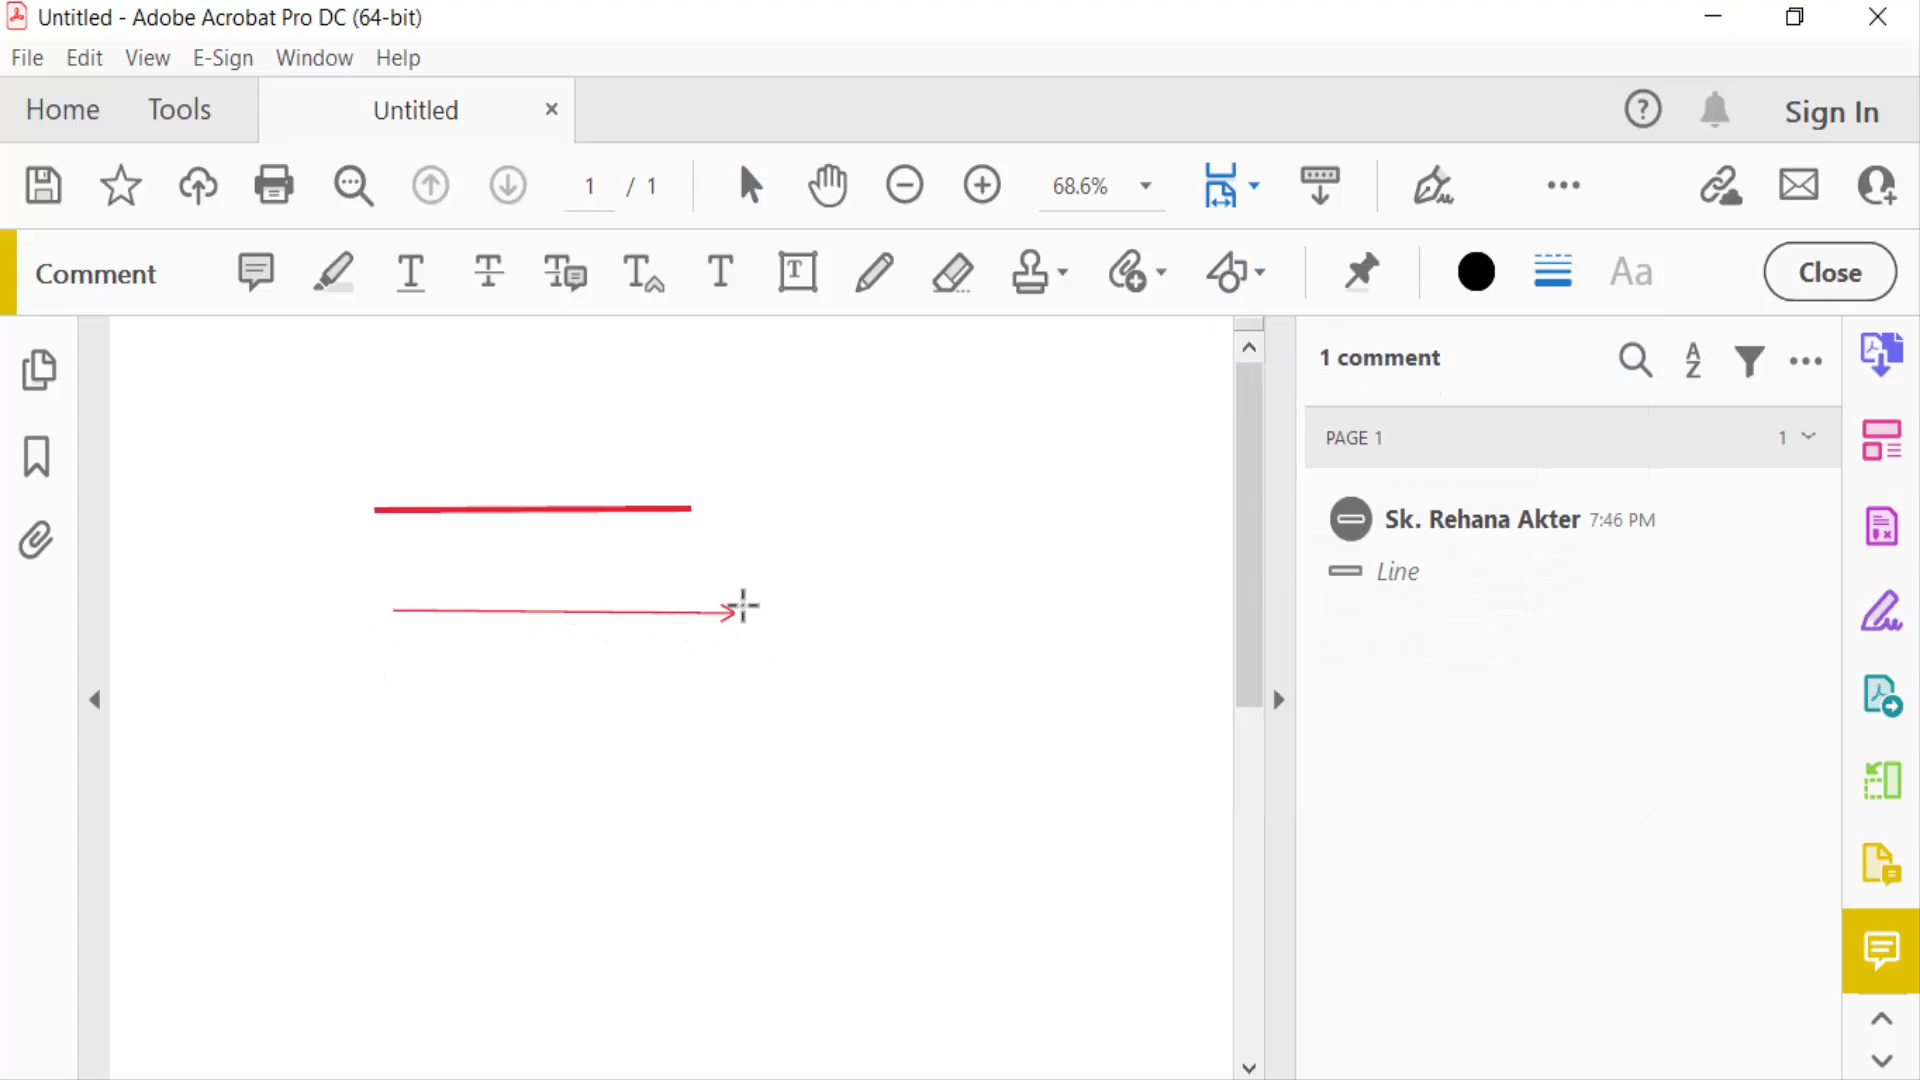 Untitled - Adobe Acrobat Pro DC (64-bit)
File Edit View E-Sign Window Help
Home Tools Untitled × Sign In
1 / 1 68.6%
Comment Aa Close
1 comment
PAGE 1 1
Sk. Rehana Akter 7:46 PM
Line